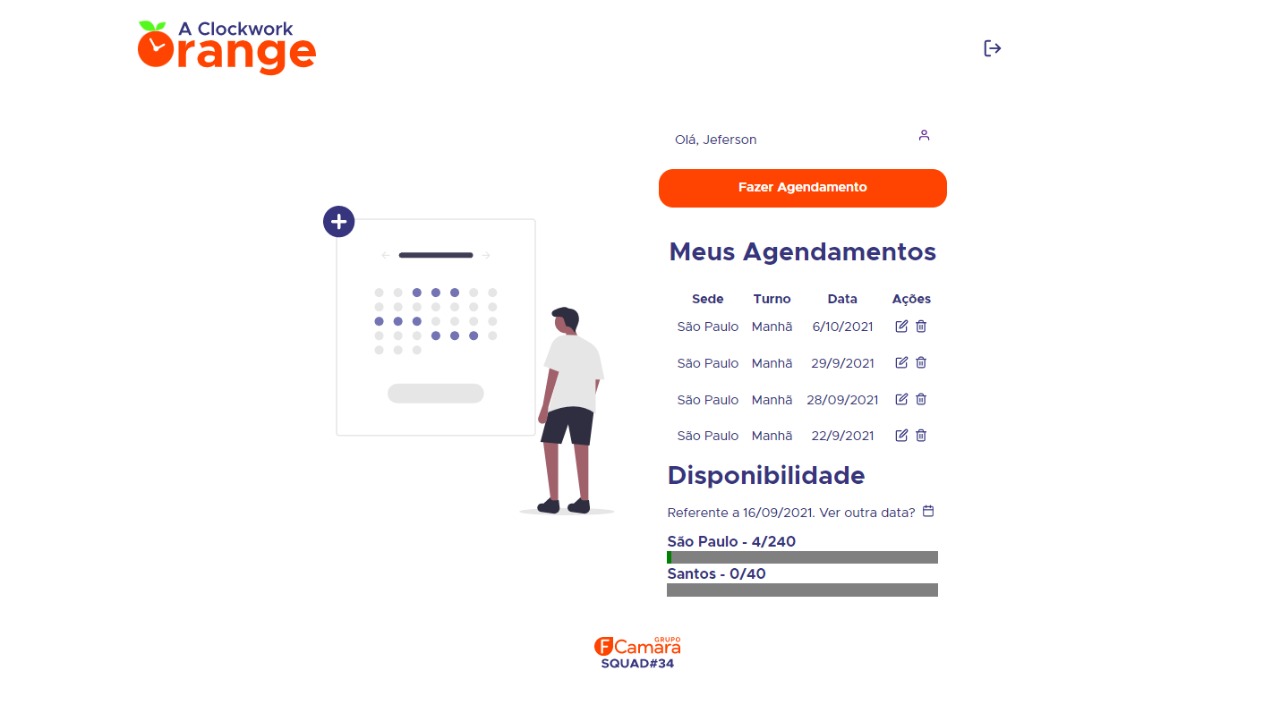 A Clockwork
range
Olá, Jeferson
Fazer Agendamento
Meus Agendamentos
Sede Turno Data Ações
São Paulo Manhã 6/10/2021
São Paulo Manhã 29/9/2021
São Paulo Manhã 28/09/2021
São Paulo Manhã 22/9/2021
Disponibilidade
Referente a 16/09/2021. Ver outra data?
São Paulo - 4/240
Santos - 0/40
GRUPO
FCamara
SQUAD#34